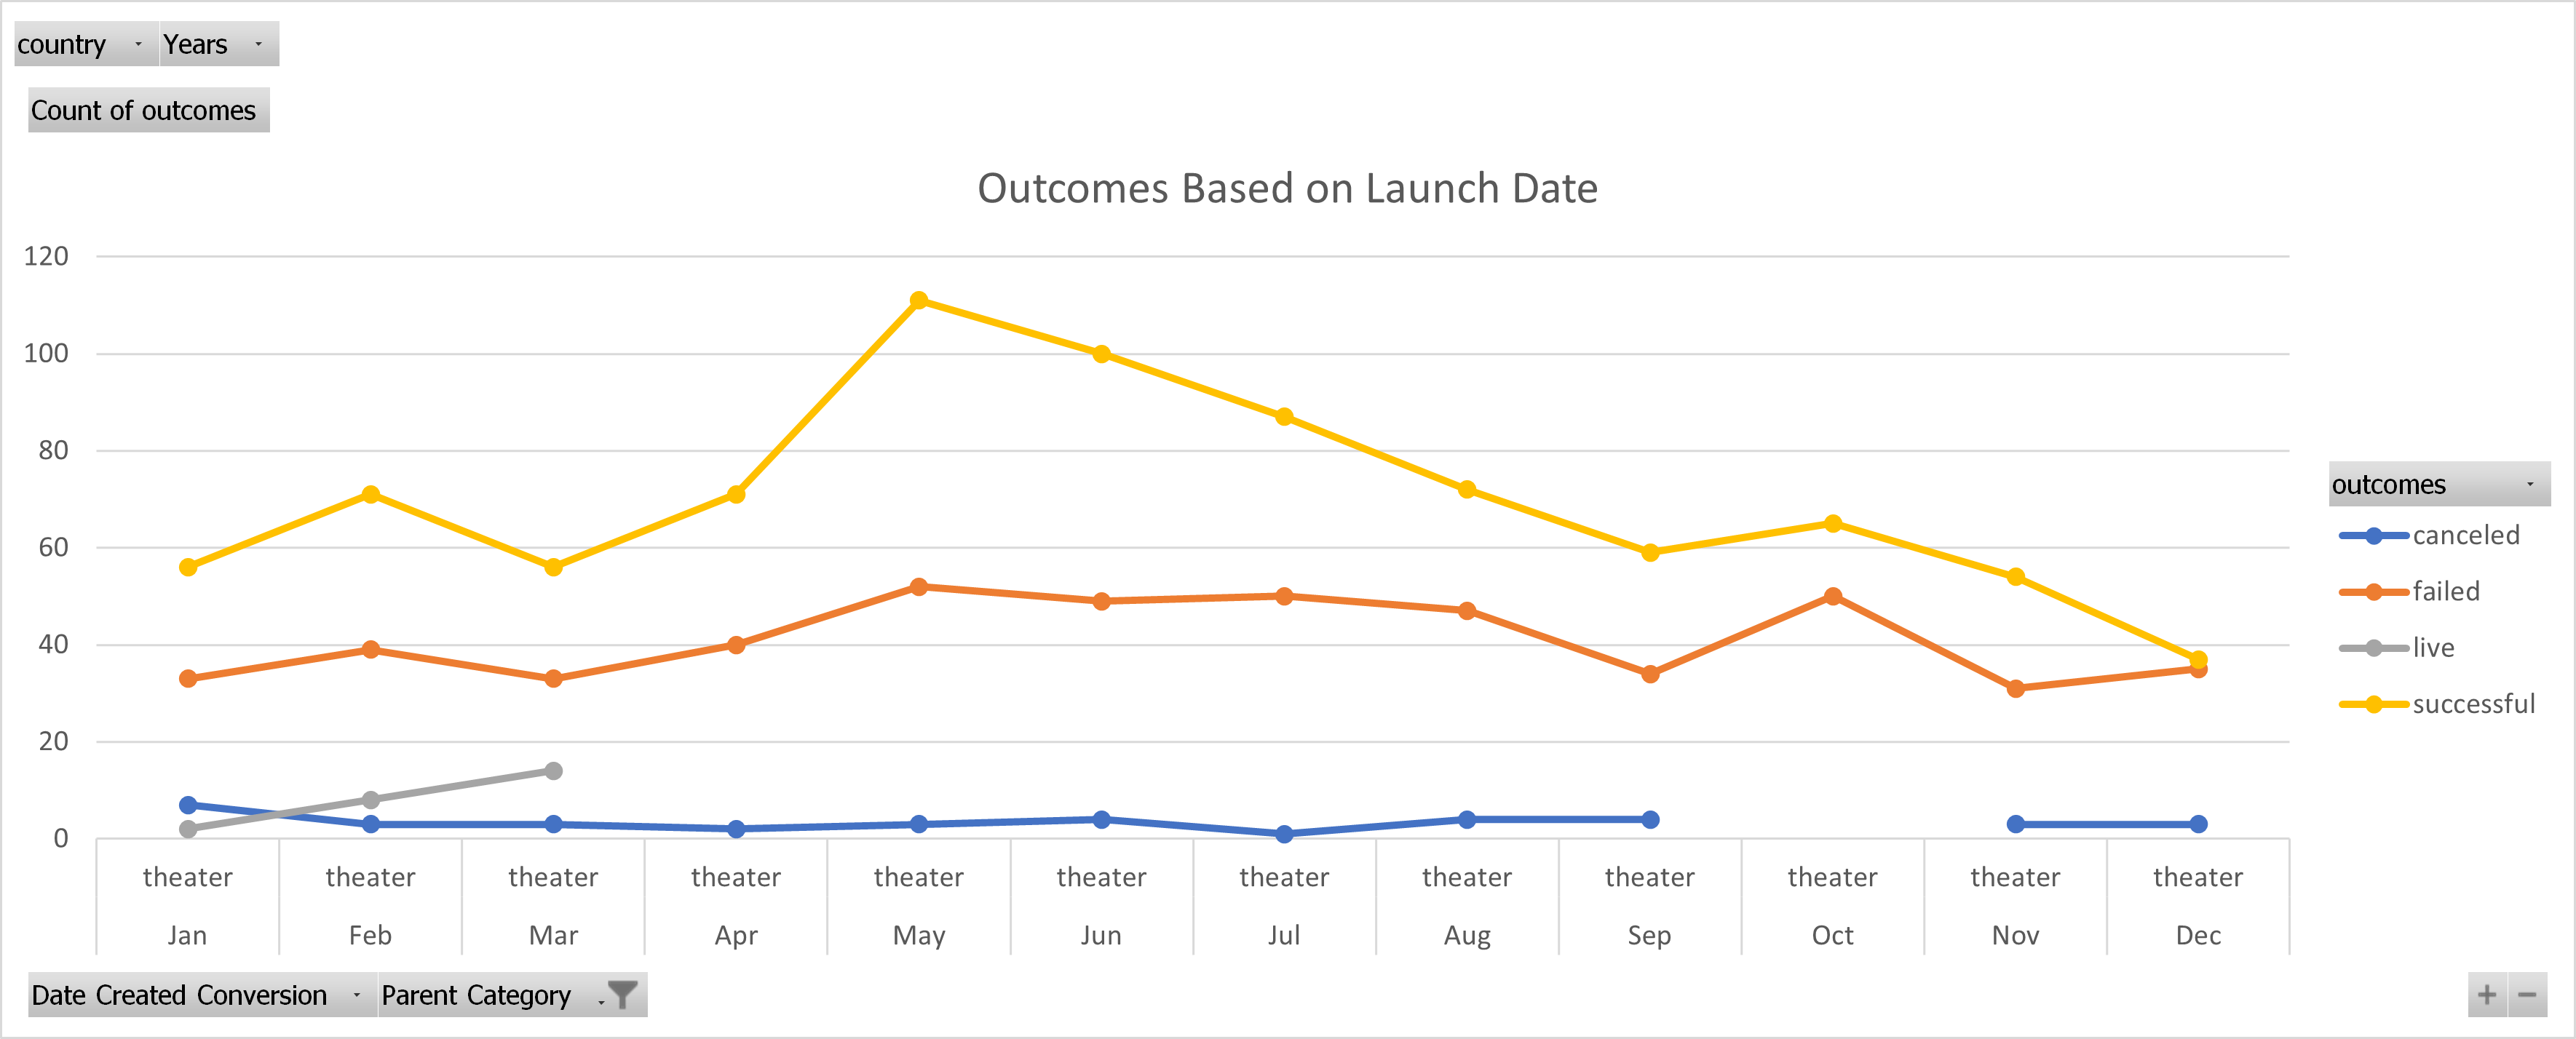 country Years
Count of outcomes
Outcomes Based on Launch Date
120
100
80
60
40
20
0
outcomes
canceled
failed
live
successful
theater theater theater theater theater theater theater theater theater theater theater theater
Jan Feb Mar Apr May Jun Jul Aug Sep Oct Nov Dec
Date Created Conversion Parent Category
+ −